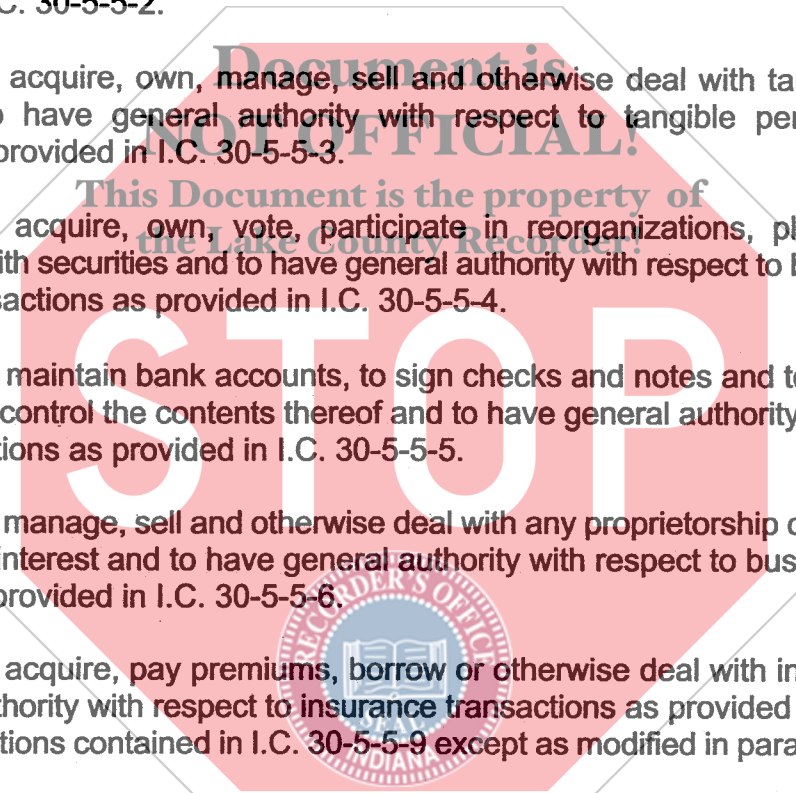 C. 30-5-5-2.
Document is
acquire, own, manage, sell and otherwise deal with
have general authority with respect to tangible
NOT OFFICIAL!
provided in I.C. 30-5-5-3.
This Document is the property of
acquire, own, vote, participate in reorganizations,
the Lake County Recorder!
with securities and to have general authority with respect to
sactions as provided in I.C. 30-5-5-4.
STOP
maintain bank accounts, to sign checks and notes and
control the contents thereof and to have general authority
tions as provided in I.C. 30-5-5-5.
manage, sell and otherwise deal with any proprietorship
interest and to have general authority with respect to bus
provided in I.C. 30-5-5-6.
RECORDER'S OFFICE
acquire, pay premiums, borrow or otherwise deal with in
thority with respect to insurance transactions as provided
SEAL
tions contained in I.C. 30-5-5-9 except as modified in para
INDIANA